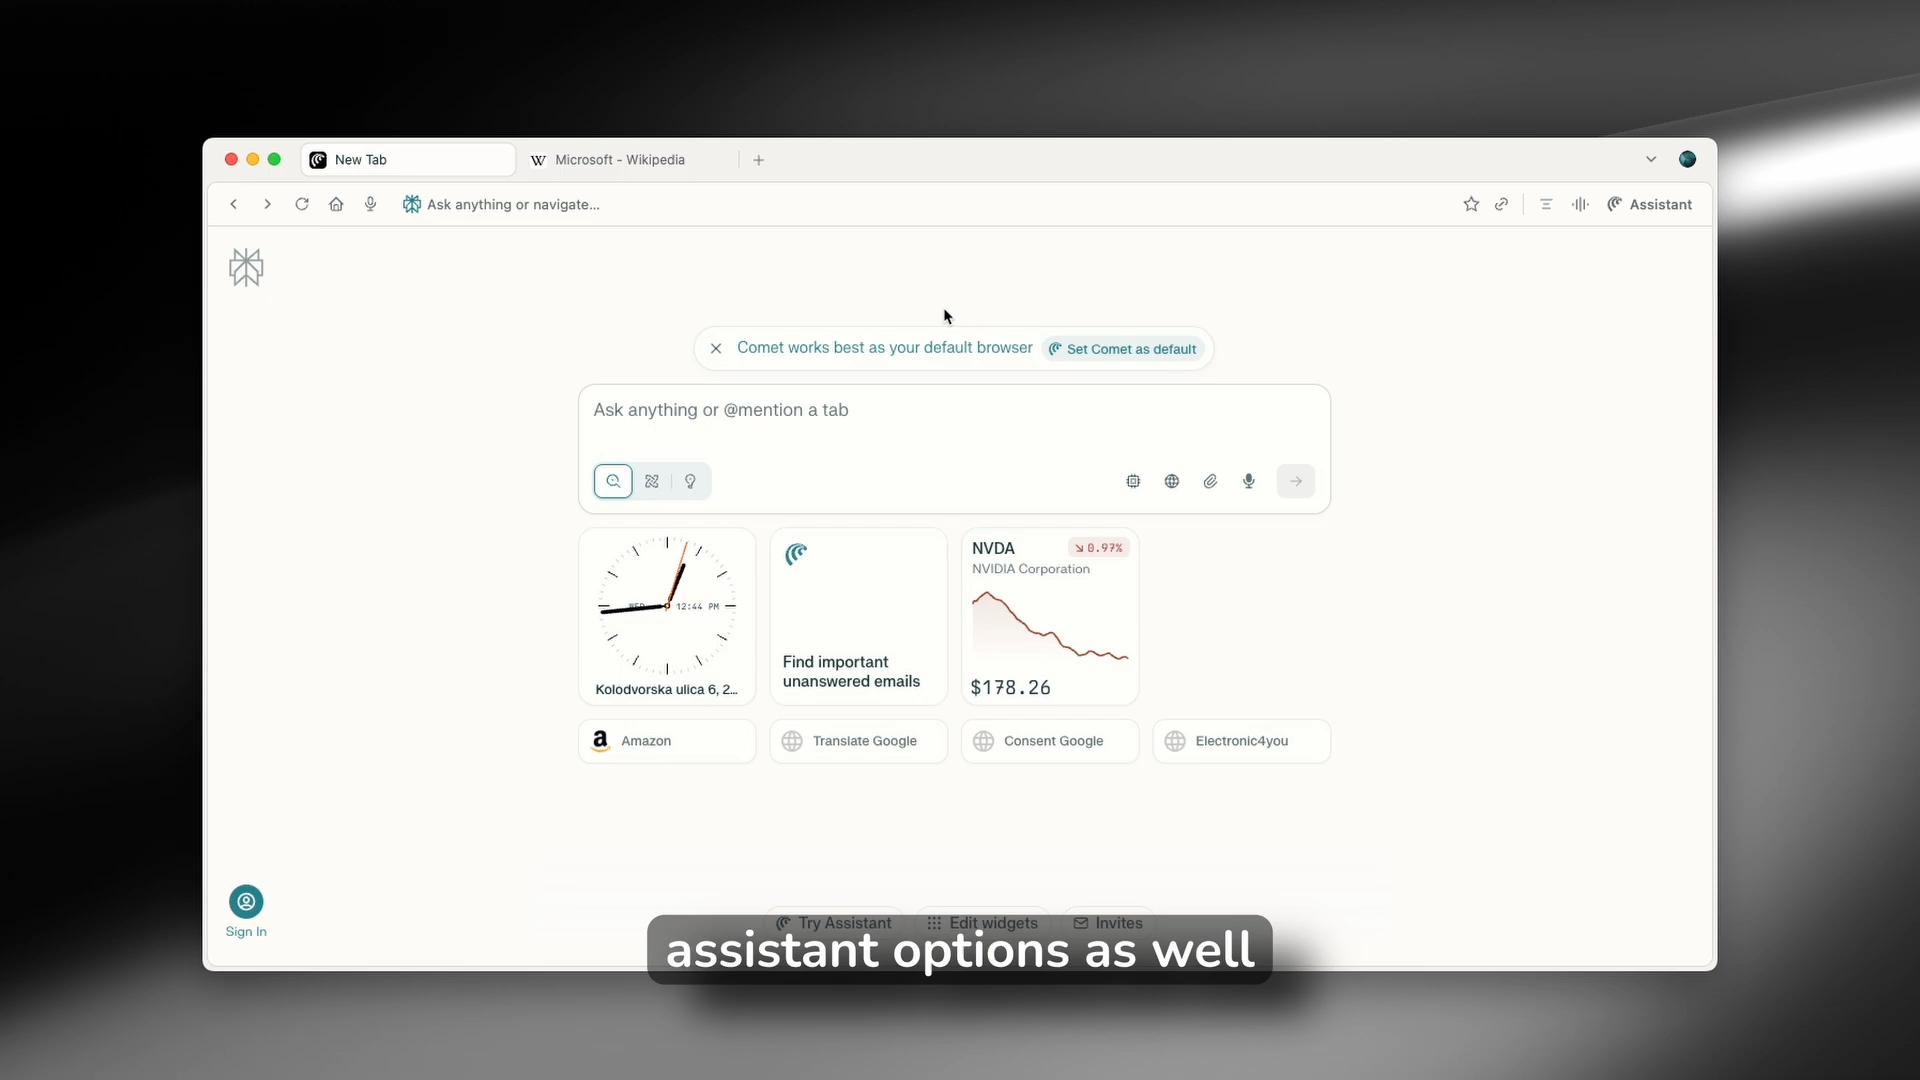 New Tab
W Microsoft - Wikipedia
Ask anything or navigate...
Assistant
Comet works best as your default browser
Set Comet as default
Ask anything or @mention a tab
WED 12:44 PM
Kolodvorska ulica 6, 2...
Find important
unanswered emails
NVDA
0.97%
NVIDIA Corporation
$178.26
a Amazon
Translate Google
Consent Google
Electronic4you
Sign In
Try Assistant
Edit widgets
Invites
assistant options as well